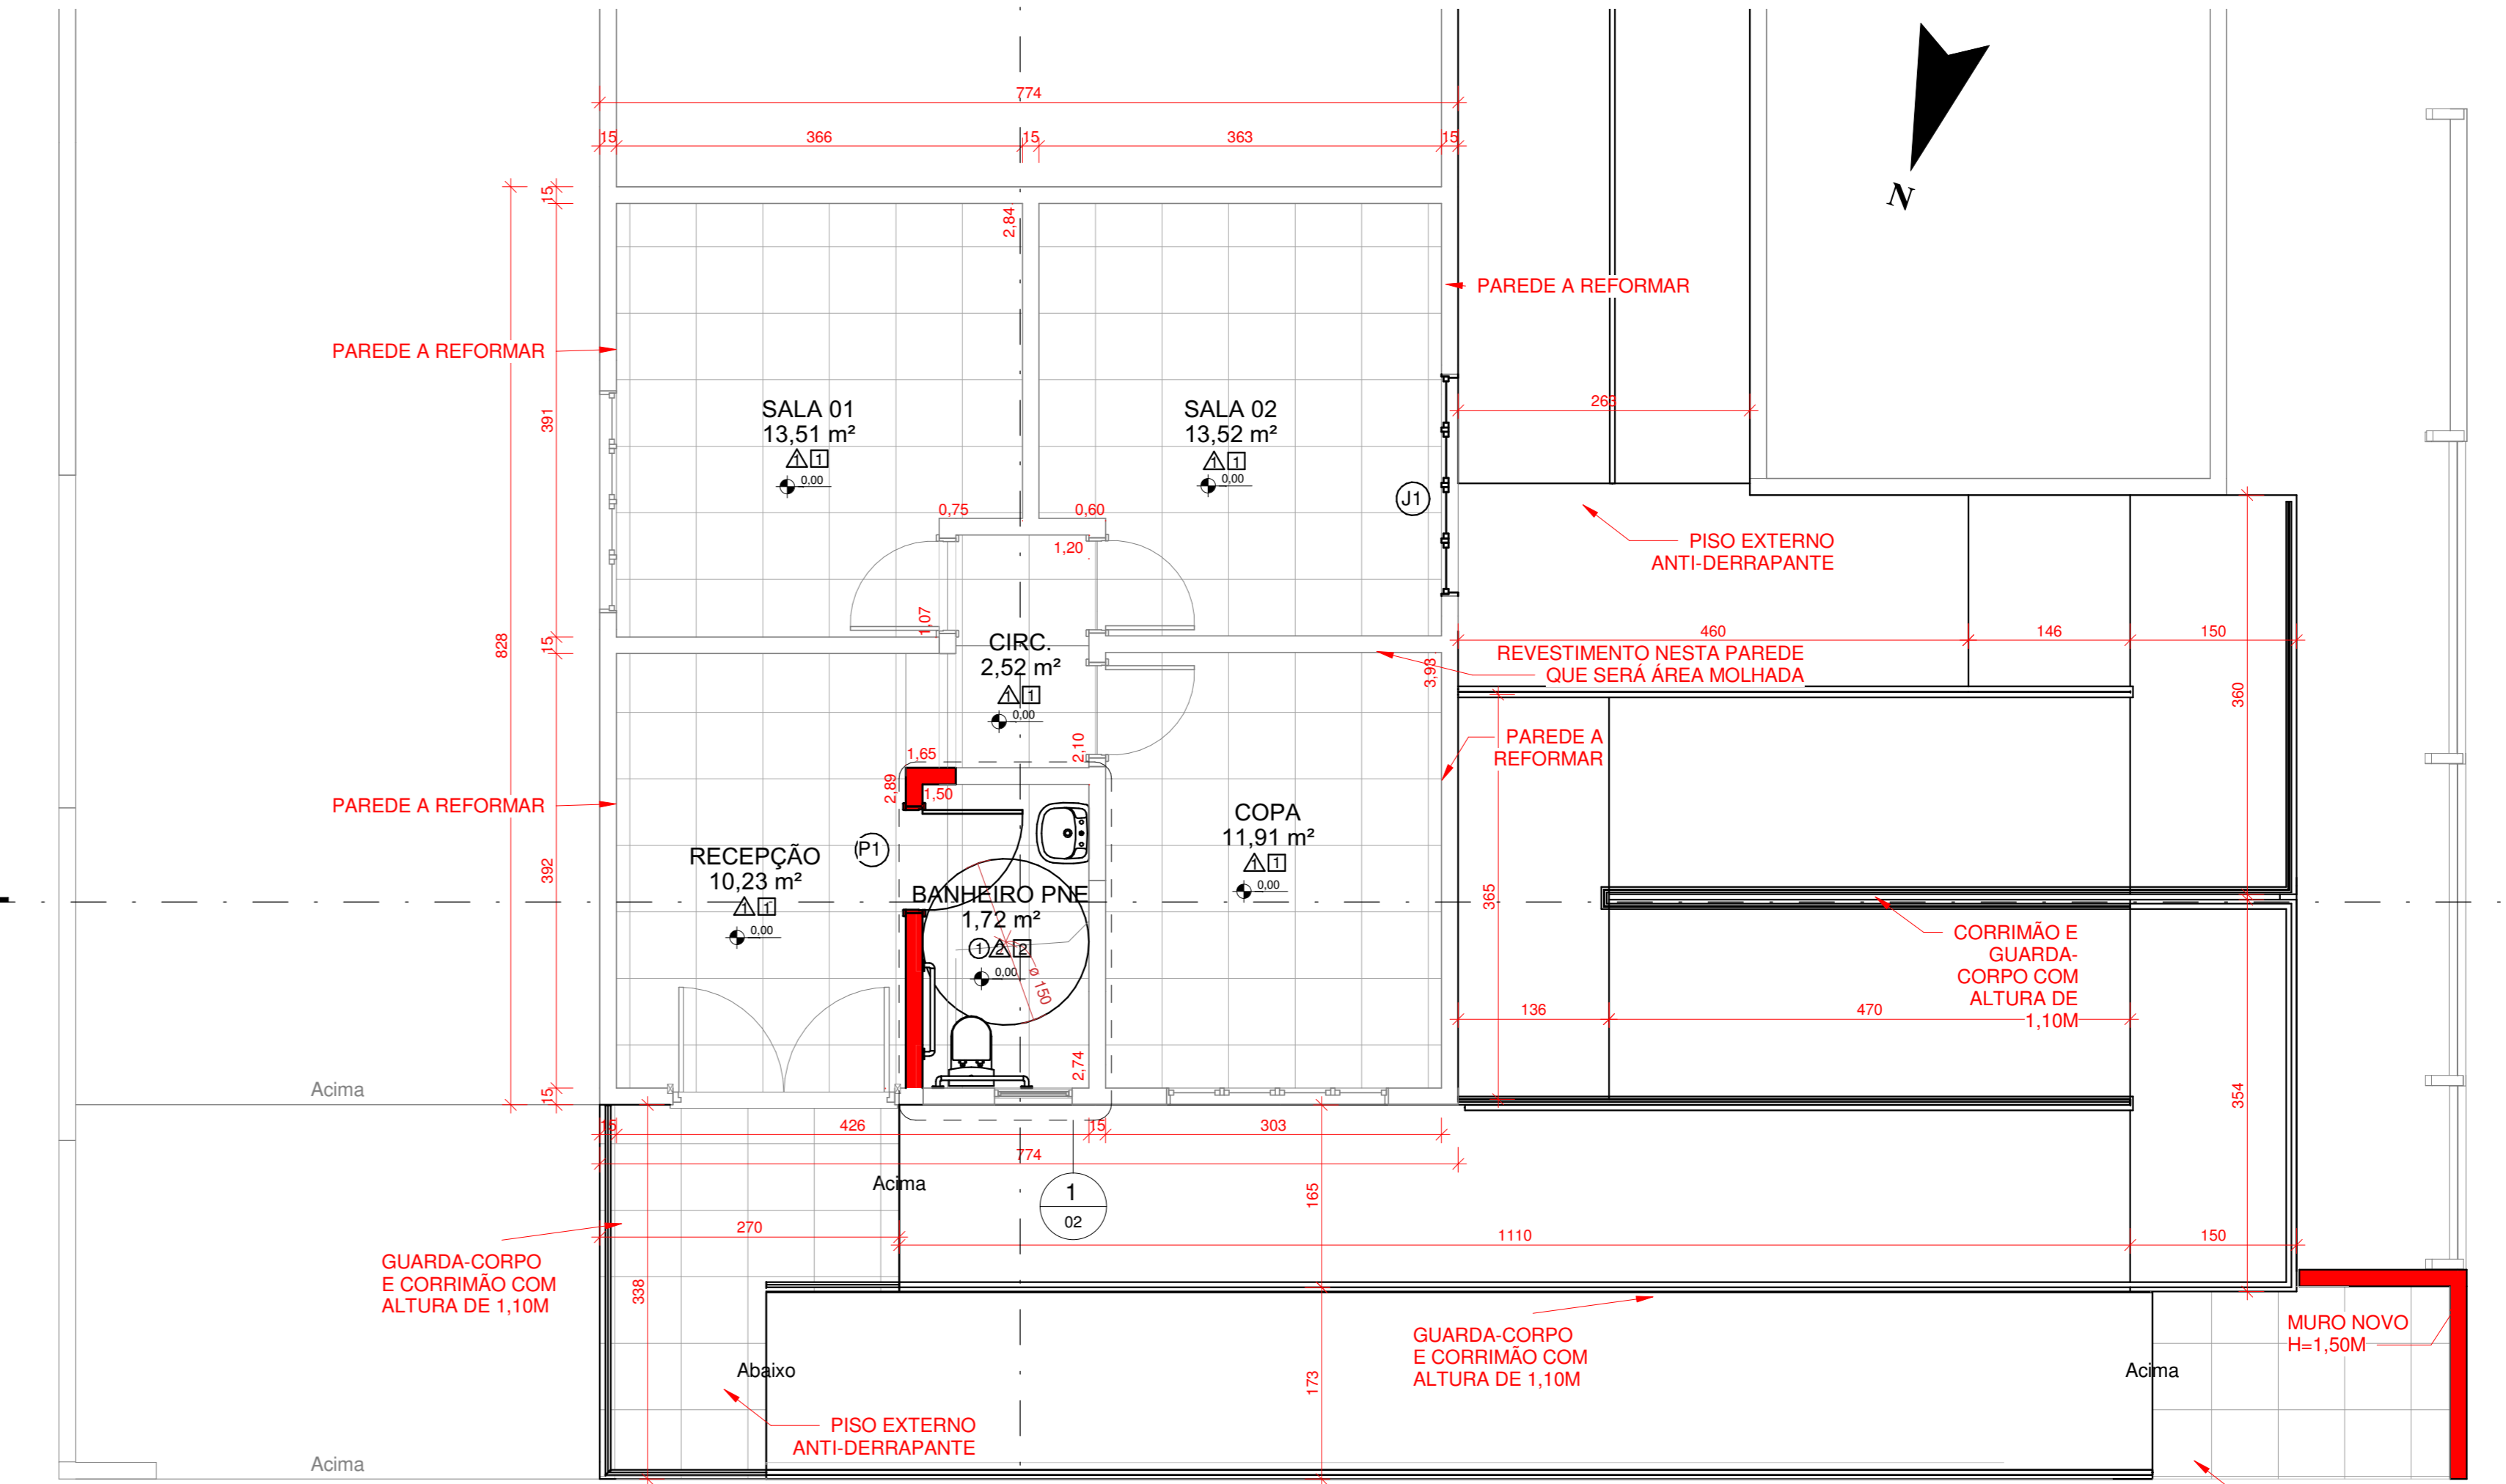 774
15
366
15
363
15
N
15
2,84
PAREDE A REFORMAR
PAREDE A REFORMAR
391
828
SALA 01
13,51 m²
1 1
0,00
SALA 02
13,52 m²
1 1
0,00
J1
263
0,75
0,60
1,20
PISO EXTERNO
ANTI-DERRAPANTE
1,07
15
CIRC.
2,52 m²
1 1
0,00
460
146
150
REVESTIMENTO NESTA PAREDE
QUE SERÁ ÁREA MOLHADA
3,93
360
PAREDE A
REFORMAR
1,65
2,10
2,89
1,50
PAREDE A REFORMAR
392
P1
RECEPÇÃO
10,23 m²
1 1
0,00
COPA
11,91 m²
1 1
0,00
BANHEIRO PNE
1,72 m²
1 2 2
0,00
ø 150
2,74
365
CORRIMÃO E
GUARDA-
CORPO COM
ALTURA DE
1,10M
136
470
354
Acima
15
15
426
15
303
774
Acima
1
02
165
270
1110
150
GUARDA-CORPO
E CORRIMÃO COM
ALTURA DE 1,10M
338
GUARDA-CORPO
E CORRIMÃO COM
ALTURA DE 1,10M
MURO NOVO
H=1,50M
Abaixo
173
Acima
PISO EXTERNO
ANTI-DERRAPANTE
Acima